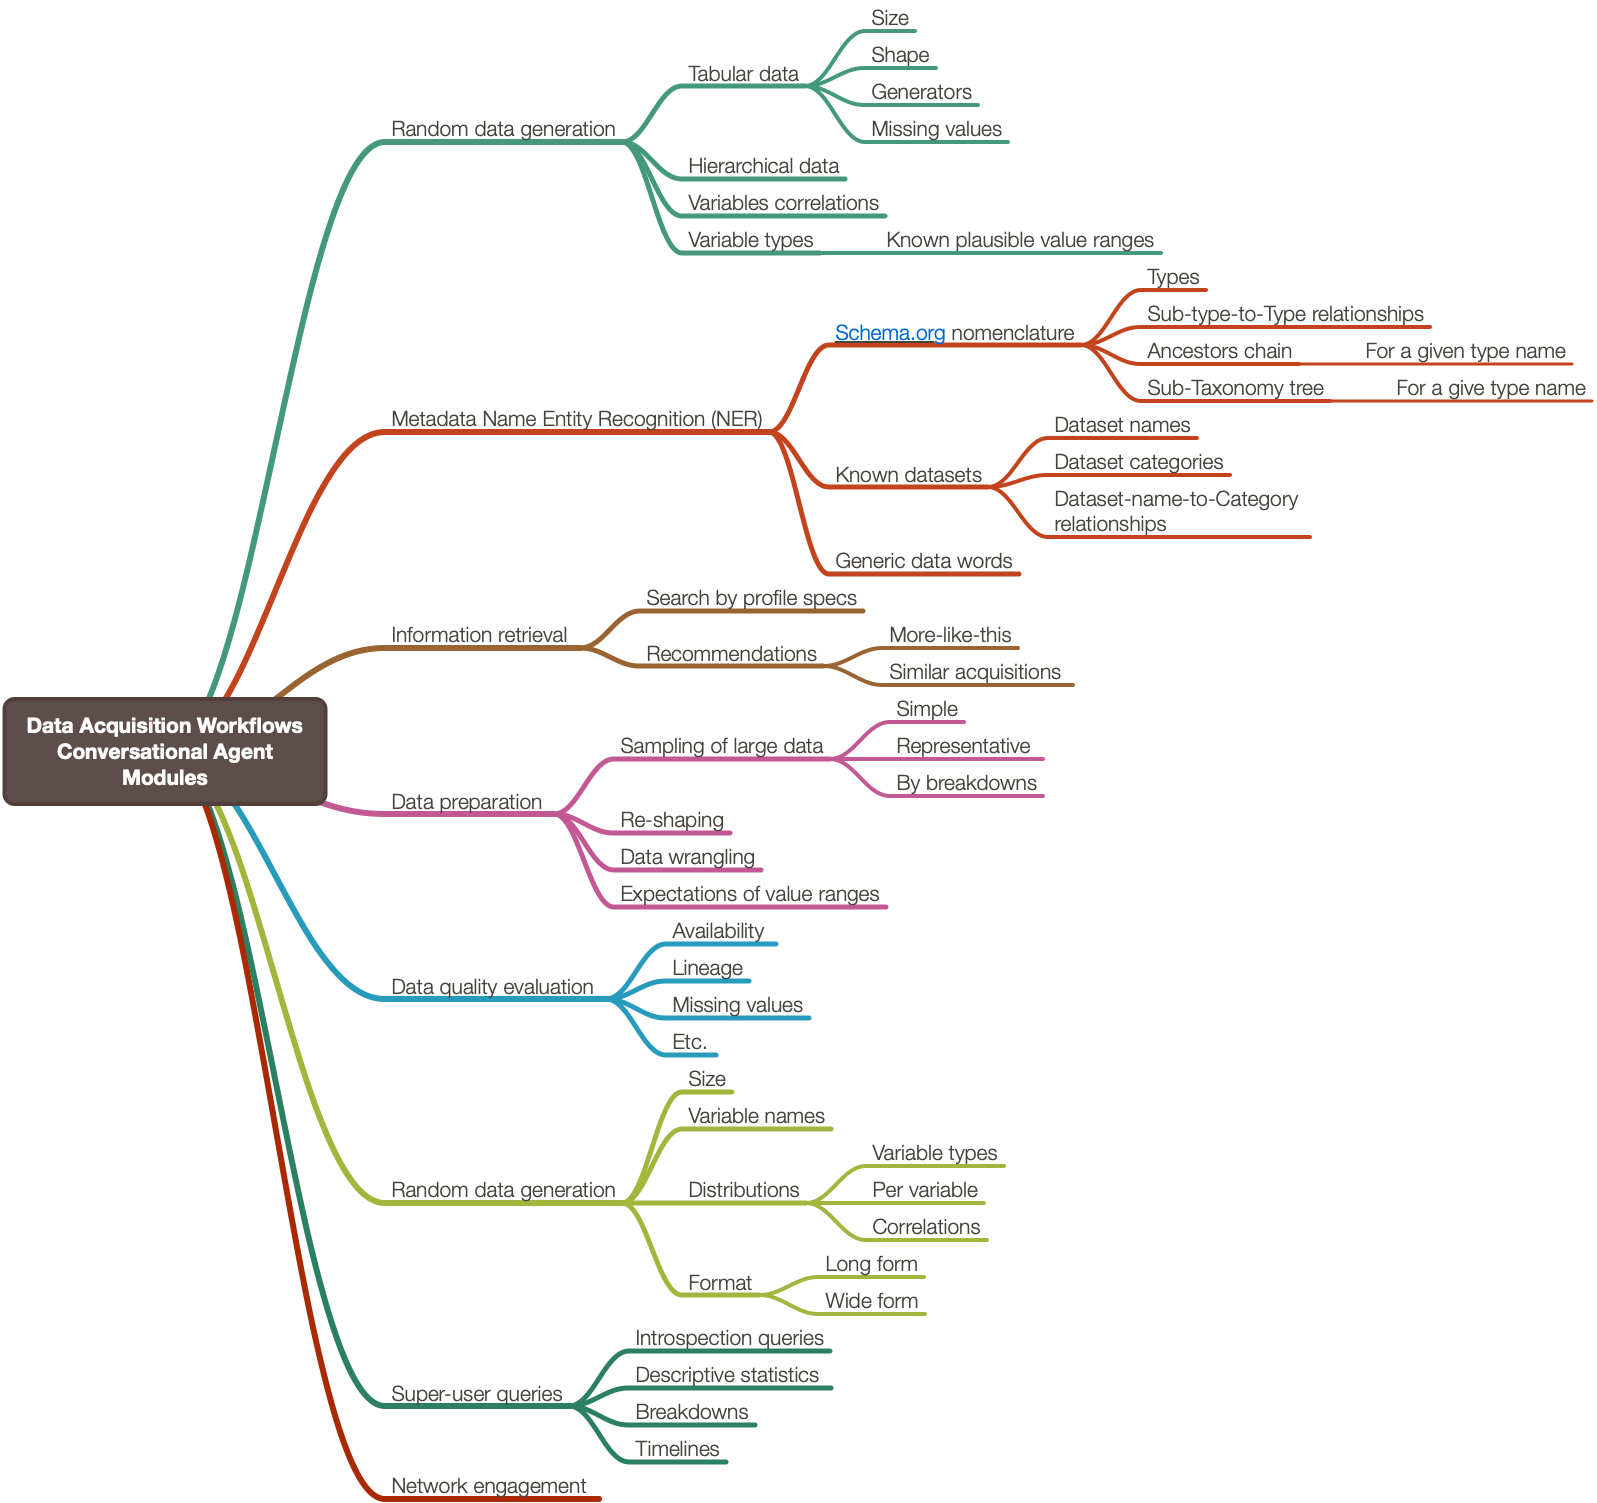 Size
Shape
Tabular data
Generators
Missing values
Random data generation
Hierarchical data
Variables correlations
Variable types
Known plausible value ranges
Types
Sub-type-to-Type relationships
Schema.org nomenclature
Ancestors chain
For a given type name
Sub-Taxonomy tree
For a give type name
Metadata Name Entity Recognition (NER)
Dataset names
Dataset categories
Known datasets
Dataset-name-to-Category
relationships
Generic data words
Search by profile specs
Information retrieval
Recommendations
More-like-this
Similar acquisitions
Data Acquisition Workflows
Conversational Agent
Modules
Simple
Sampling of large data
Representative
By breakdowns
Data preparation
Re-shaping
Data wrangling
Expectations of value ranges
Availability
Lineage
Data quality evaluation
Missing values
Etc.
Size
Variable names
Variable types
Random data generation
Distributions
Per variable
Correlations
Long form
Format
Wide form
Introspection queries
Descriptive statistics
Super-user queries
Breakdowns
Timelines
Network engagement